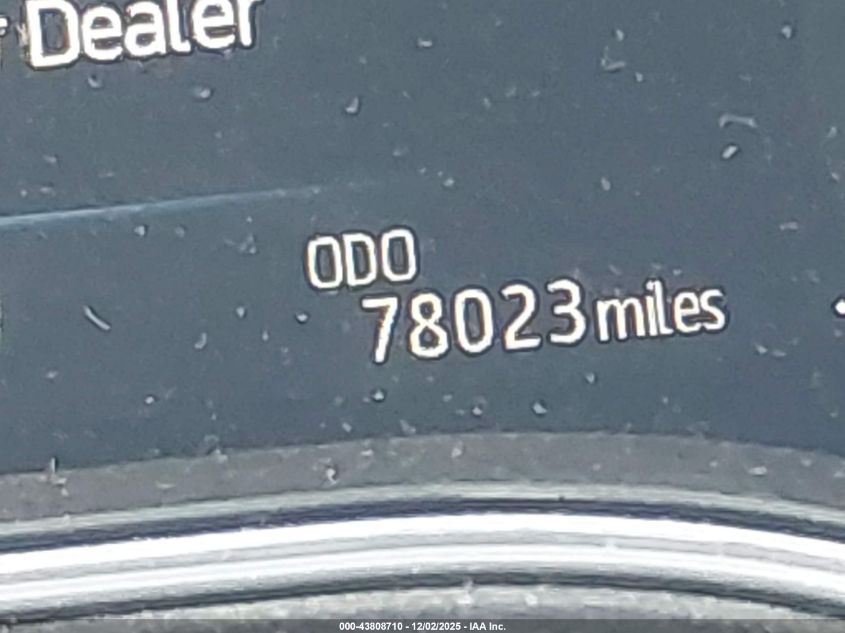 Dealer
ODO
78023 miles
000-43808710 - 12/02/2025 - IAA Inc.